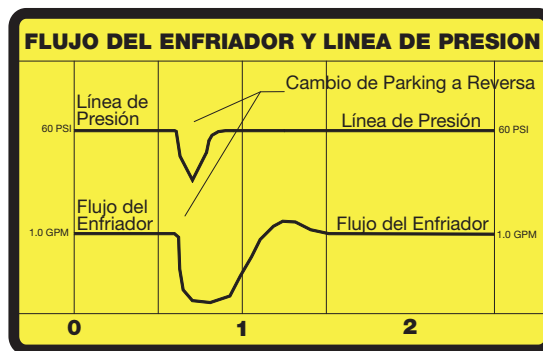 FLUJO DEL ENFRIADOR Y LINEA DE PRESION
Cambio de Parking a Reversa
Línea de
Presión
Línea de Presión
60 PSI
60 PSI
Flujo del
Enfriador
Flujo del Enfriador
1.0 GPM
1.0 GPM
0
1
2